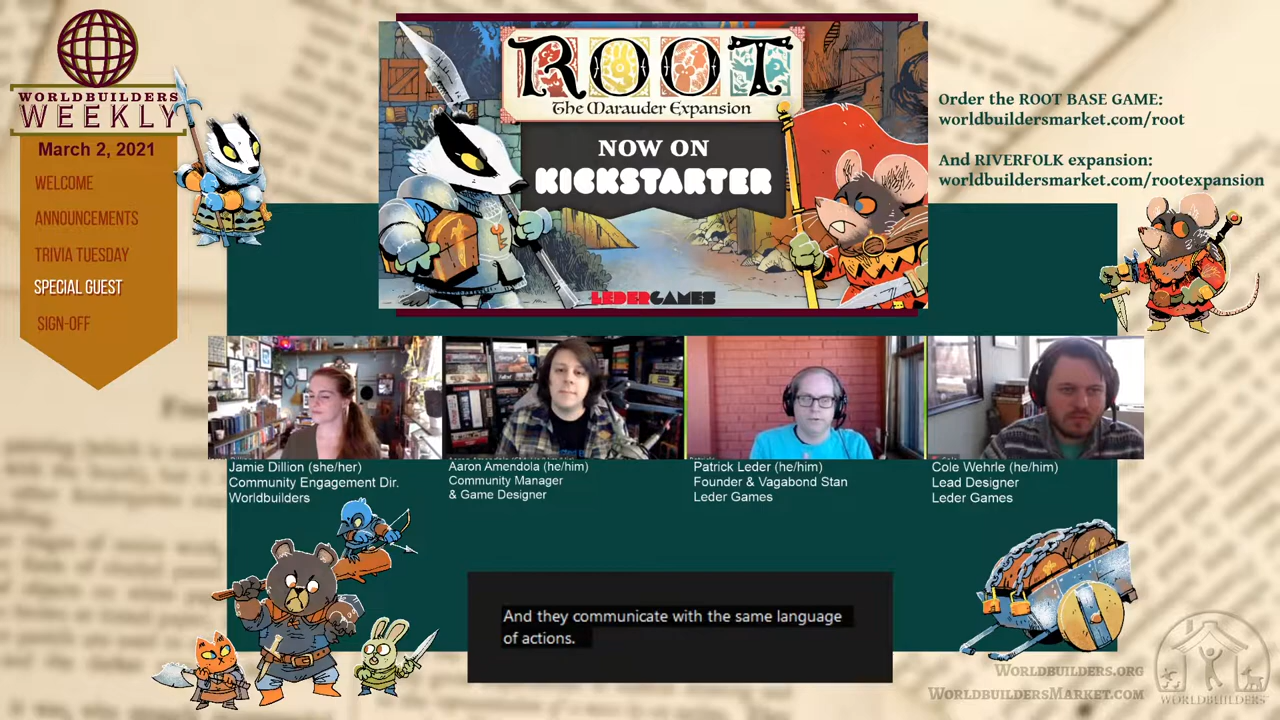 WORLDBUILDERS
WEEKLY
March 2, 2021
WELCOME
ANNOUNCEMENTS
TRIVIA TUESDAY
SPECIAL GUEST
SIGN-OFF
ROOT
The Marauder Expansion
NOW ON
KICKSTARTER
LEDERGAMES
Order the ROOT BASE GAME:
worldbuildersmarket.com/root
And RIVERFOLK expansion:
worldbuildersmarket.com/rootexpansion
Jamie Dillion (she/her)
Community Engagement Dir.
Worldbuilders
Aaron Amendola (he/him)
Community Manager
& Game Designer
Patrick Leder (he/him)
Founder & Vagabond Stan
Leder Games
Cole Wehrle (he/him)
Lead Designer
Leder Games
And they communicate with the same language
of actions.
WORLDBUILDERS.ORG
WORLDBUILDERSMARKET.COM
WORLDBUILDERS